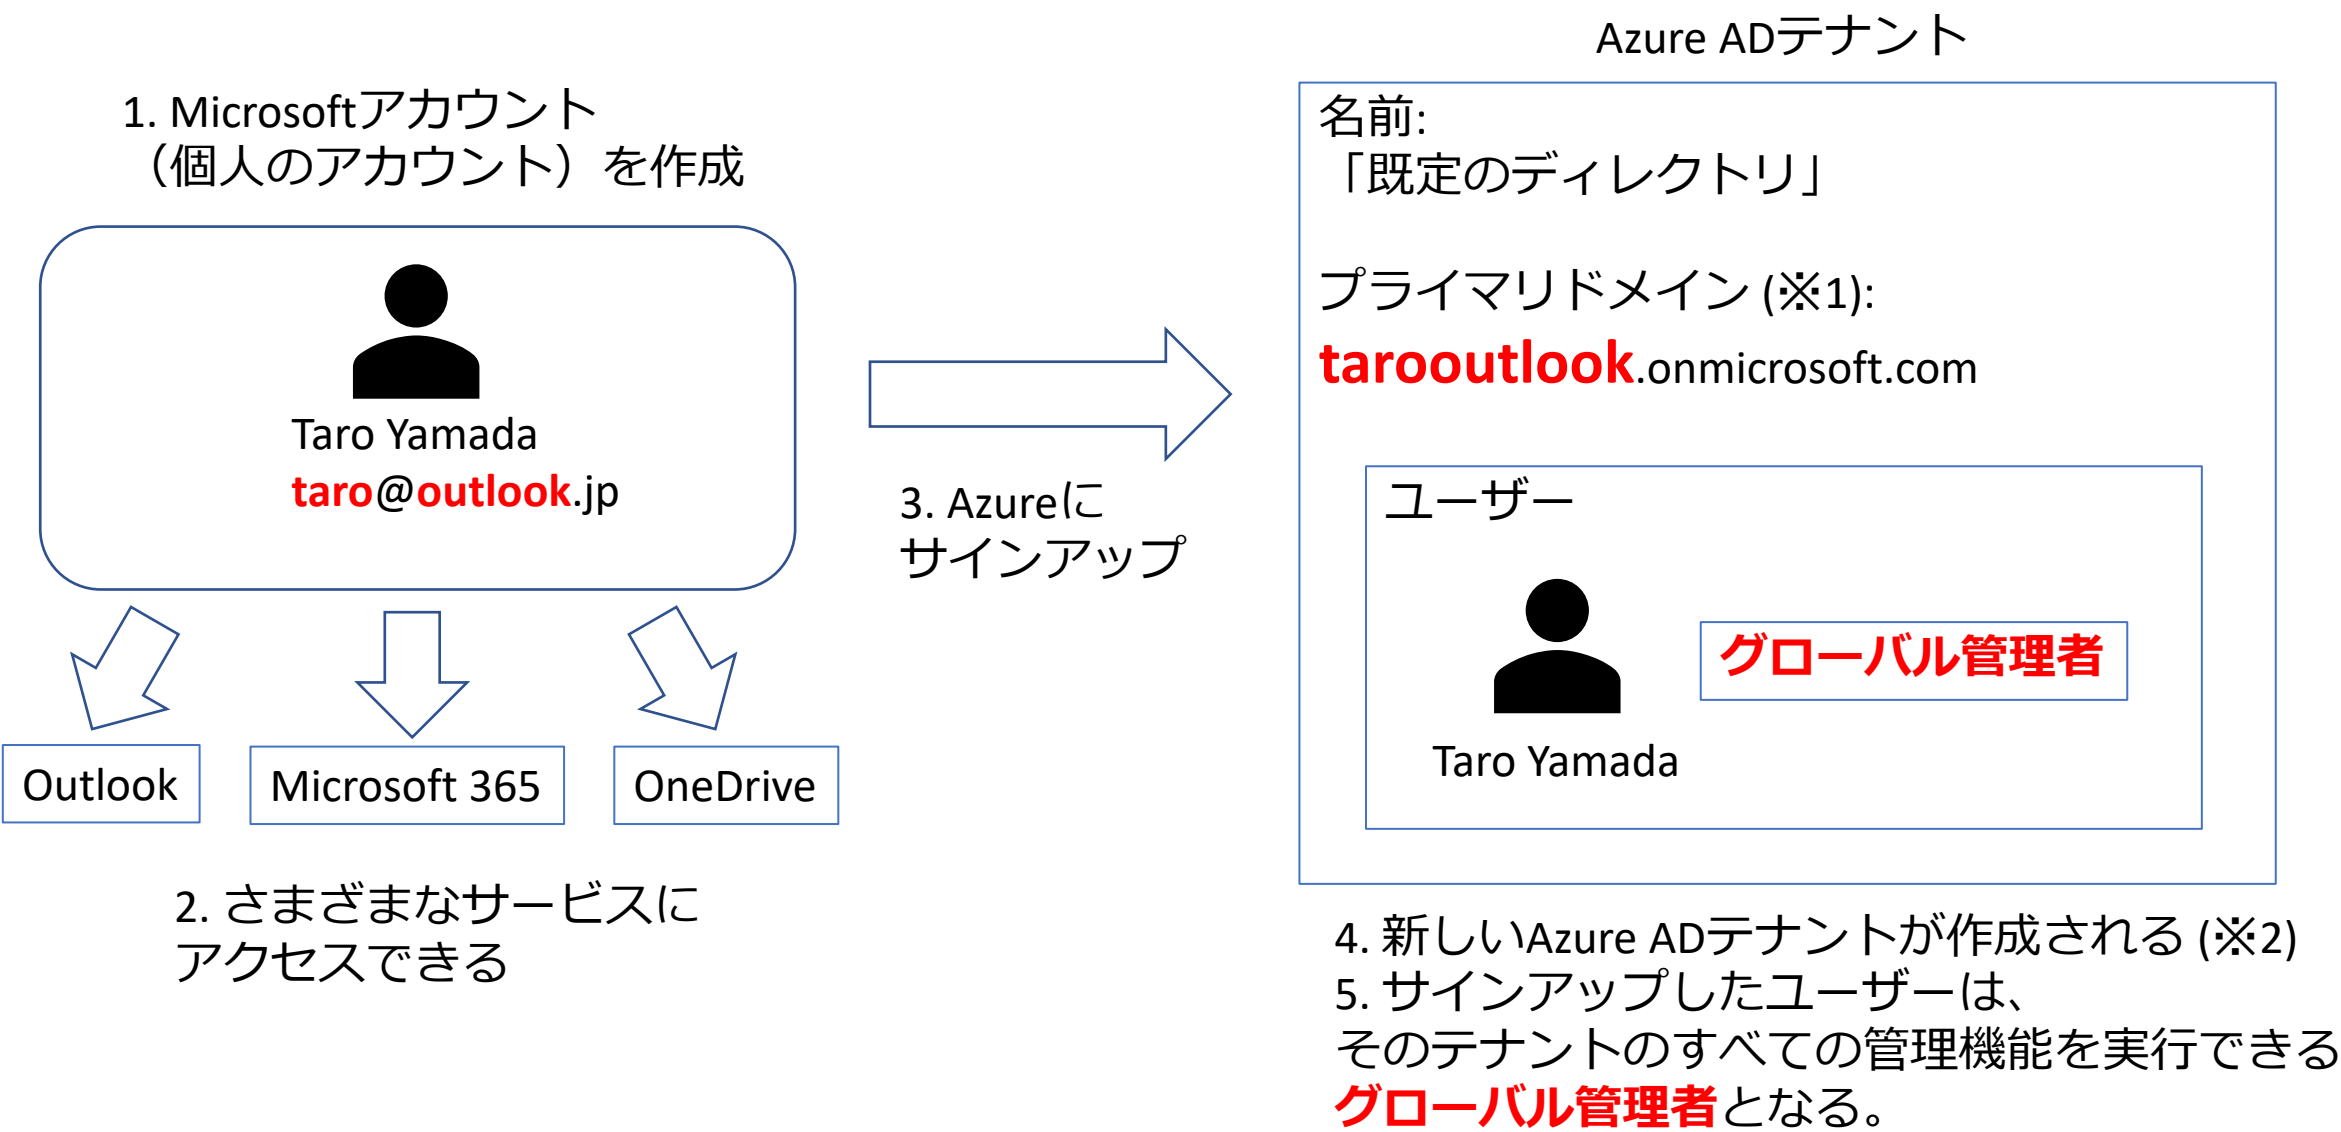 Azure ADテナント
1. Microsoftアカウント
（個人のアカウント）を作成
Taro Yamada
taro@outlook.jp
Outlook
Microsoft 365
OneDrive
2. さまざまなサービスに
アクセスできる
3. Azureに
サインアップ
名前:
「既定のディレクトリ」
プライマリドメイン (※1):
tarooutlook.onmicrosoft.com
ユーザー
グローバル管理者
Taro Yamada
4. 新しいAzure ADテナントが作成される (※2)
5. サインアップしたユーザーは、
そのテナントのすべての管理機能を実行できる
グローバル管理者となる。